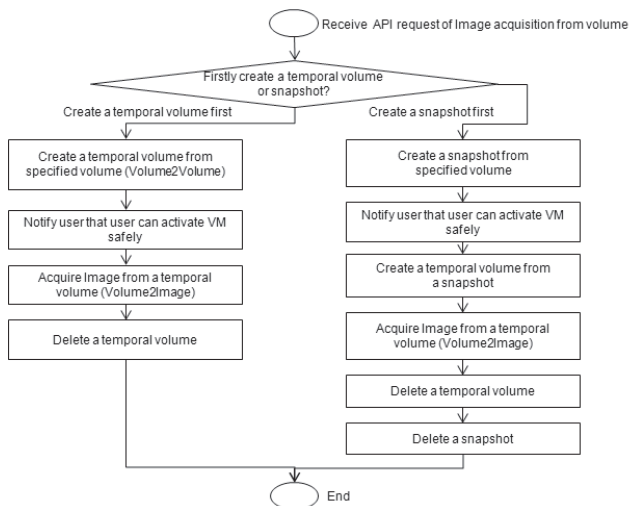 Receive API request of Image acquisition from volume
Firstly create a temporal volume
or snapshot?
Create a temporal volume first
Create a snapshot first
Create a temporal volume from
specified volume (Volume2Volume)
Notify user that user can activate VM
safely
Acquire Image from a temporal
volume (Volume2Image)
Delete a temporal volume
Create a snapshot from
specified volume
Notify user that user can activate VM
safely
Create a temporal volume from
a snapshot
Acquire Image from a temporal
volume (Volume2Image)
Delete a temporal volume
Delete a snapshot
End